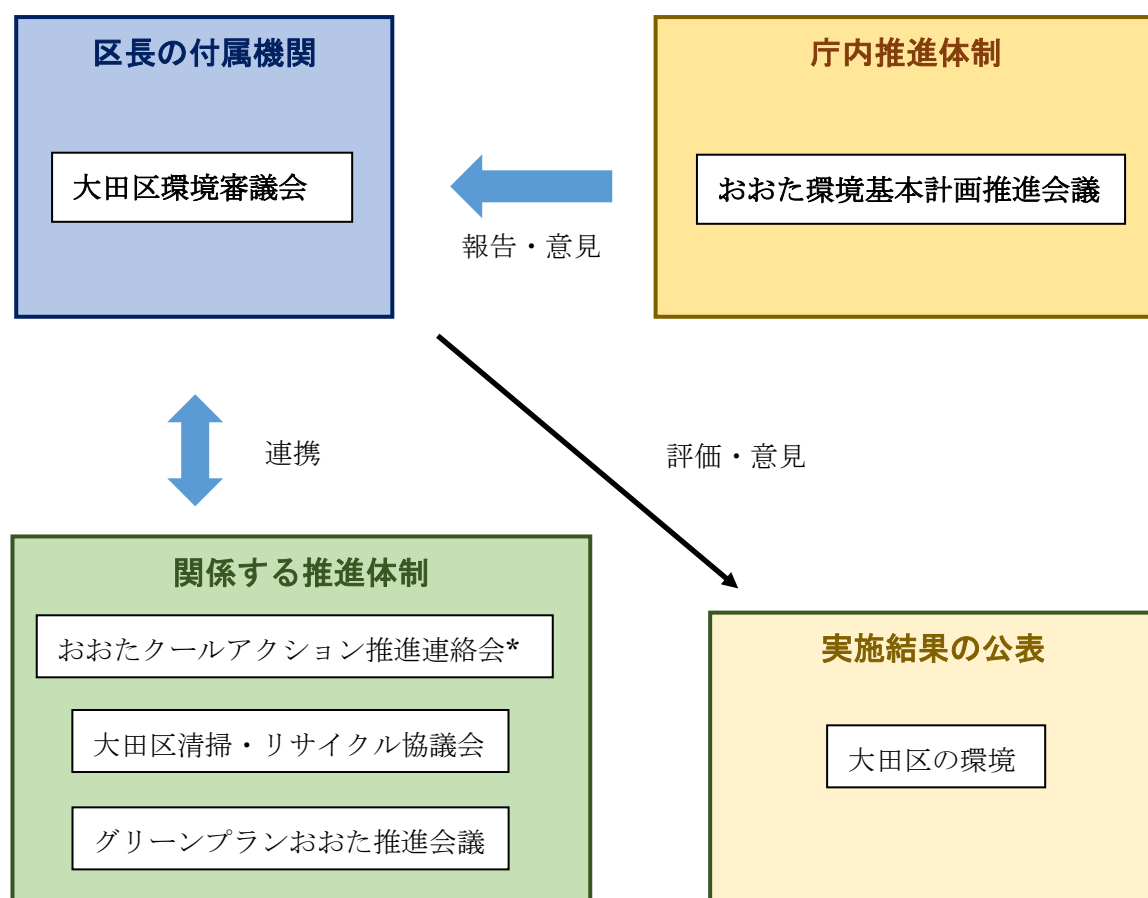 区長の付属機関
大田区環境審議会
報告・意見
庁内推進体制
おおた環境基本計画推進会議
連携
評価・意見
関係する推進体制
おおたクールアクション推進連絡会*
大田区清掃・リサイクル協議会
グリーンプランおおた推進会議
実施結果の公表
大田区の環境